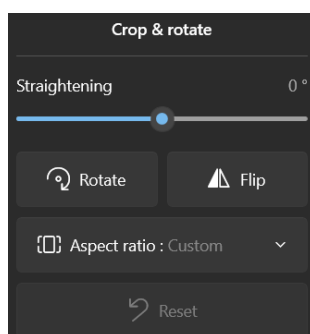 Crop & rotate
Straightening 0 °
Rotate Flip
Aspect ratio : Custom
Reset